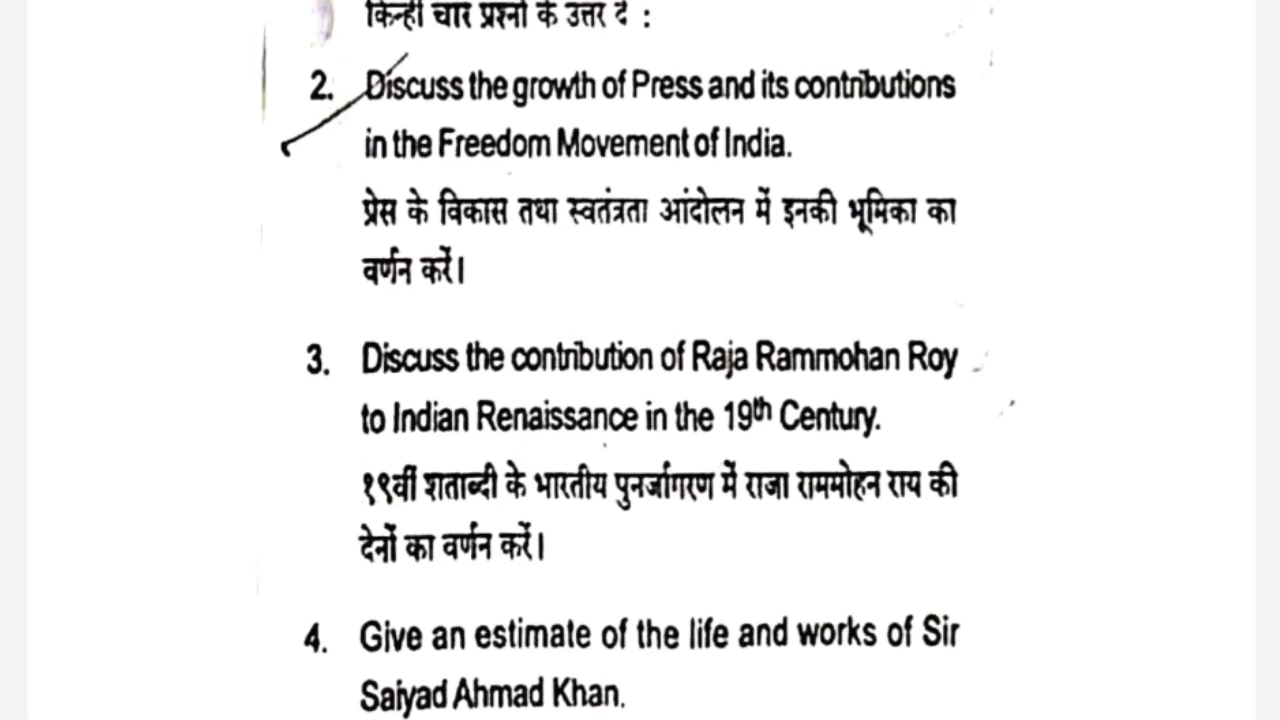 किन्हीं चार प्रश्नों के उत्तर दें :
2. Discuss the growth of Press and its contributions
in the Freedom Movement of India.
प्रेस के विकास तथा स्वतंत्रता आंदोलन में इनकी भूमिका का
वर्णन करें।
3. Discuss the contribution of Raja Rammohan Roy
to Indian Renaissance in the 19th Century.
१९वीं शताब्दी के भारतीय पुनर्जागरण में राजा राममोहन राय की
देनों का वर्णन करें।
4. Give an estimate of the life and works of Sir
Saiyad Ahmad Khan.